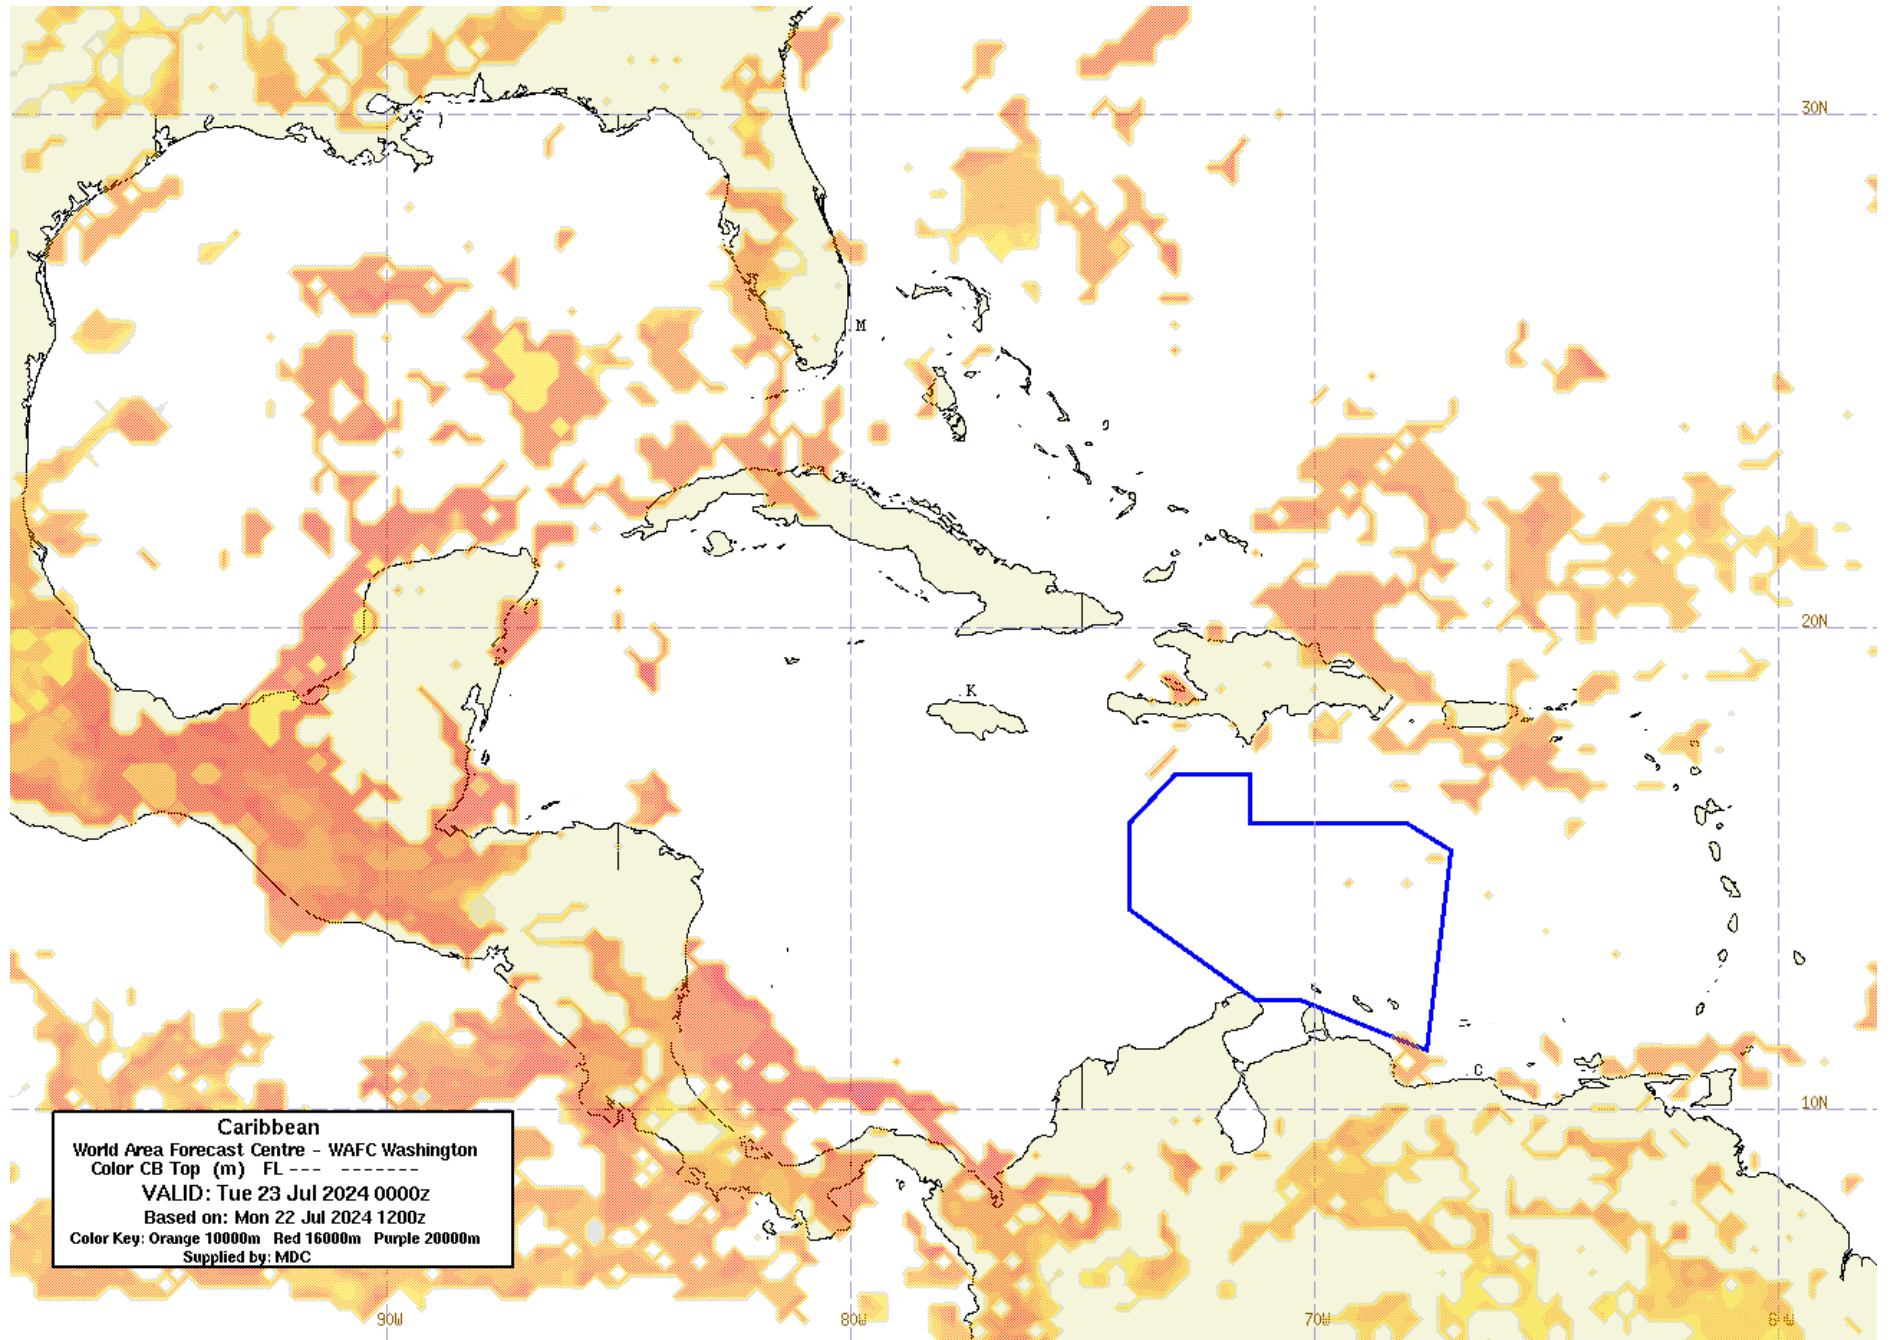 30N
M
20N
K
C
10N
Caribbean
World Area Forecast Centre - WAFC Washington
Color CB Top (m) FL --- -------
VALID: Tue 23 Jul 2024 0000z
Based on: Mon 22 Jul 2024 1200z
Color Key: Orange 10000m Red 16000m Purple 20000m
Supplied by: MDC
90W 80W 70W